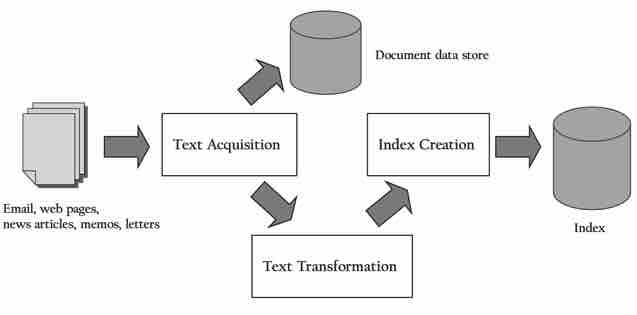 Document data store
Text Acquisition
Index Creation
Email, web pages,
news articles, memos, letters
Index
Text Transformation